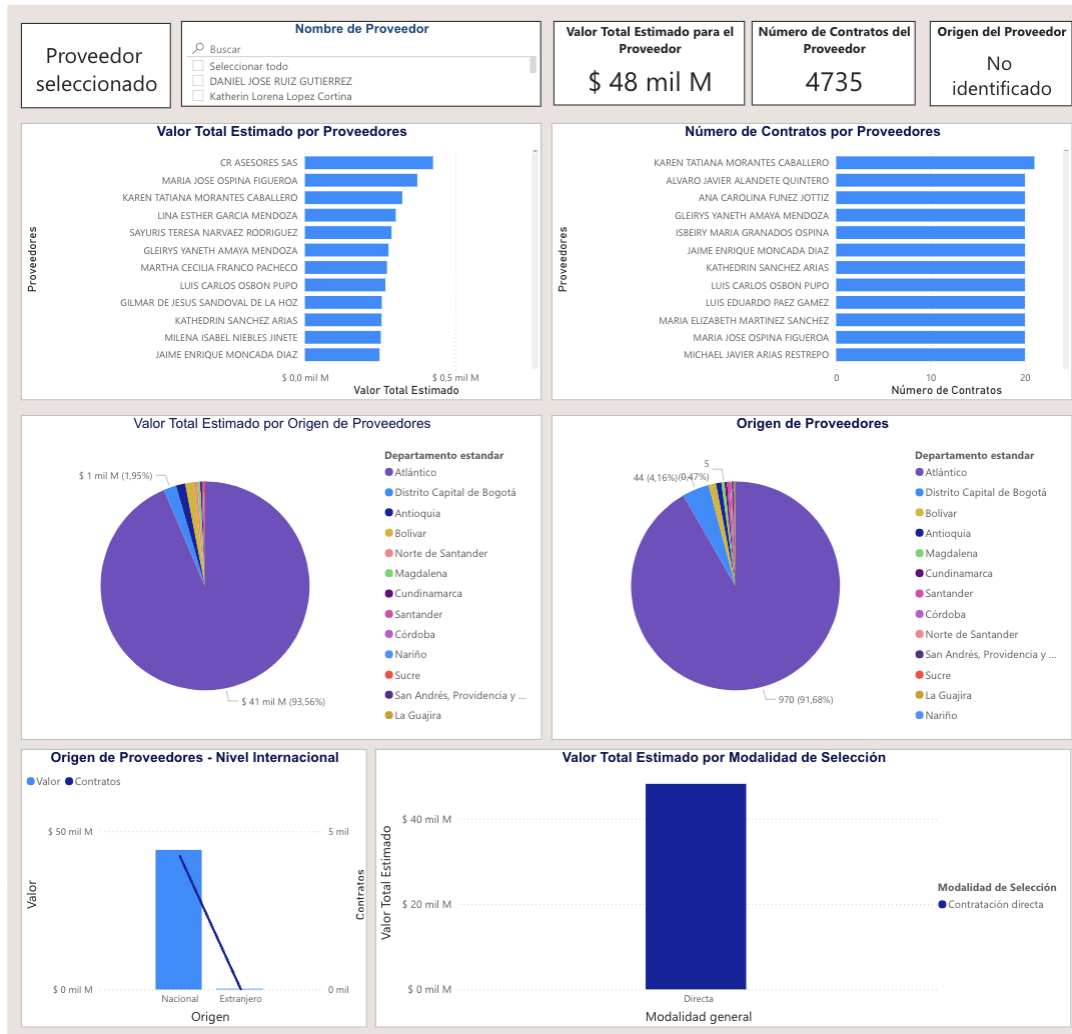 Proveedor
seleccionado
Nombre de Proveedor
Buscar
Seleccionar todo
DANIEL JOSE RUIZ GUTIERREZ
Katherin Lorena Lopez Cortina
Valor Total Estimado para el
Proveedor
$ 48 mil M
Número de Contratos del
Proveedor
4735
Origen del Proveedor
No
identificado
Valor Total Estimado por Proveedores
Proveedores
CR ASESORES SAS
MARIA JOSE OSPINA FIGUEROA
KAREN TATIANA MORANTES CABALLERO
LINA ESTHER GARCIA MENDOZA
SAYURIS TERESA NARVAEZ RODRIGUEZ
GLEIRYS YANETH AMAYA MENDOZA
MARTHA CECILIA FRANCO PACHECO
LUIS CARLOS OSBON PUPO
GILMAR DE JESUS SANDOVAL DE LA HOZ
KATHEDRIN SANCHEZ ARIAS
MILENA ISABEL NIEBLES JINETE
JAIME ENRIQUE MONCADA DIAZ
$ 0,0 mil M
$ 0,5 mil M
Valor Total Estimado
Número de Contratos por Proveedores
Proveedores
KAREN TATIANA MORANTES CABALLERO
ALVARO JAVIER ALANDETE QUINTERO
ANA CAROLINA FUNEZ JOTTIZ
GLEIRYS YANETH AMAYA MENDOZA
ISBEIRY MARIA GRANADOS OSPINA
JAIME ENRIQUE MONCADA DIAZ
KATHEDRIN SANCHEZ ARIAS
LUIS CARLOS OSBON PUPO
LUIS EDUARDO PAEZ GAMEZ
MARIA ELIZABETH MARTINEZ SANCHEZ
MARIA JOSE OSPINA FIGUEROA
MICHAEL JAVIER ARIAS RESTREPO
0
10
20
Número de Contratos
Valor Total Estimado por Origen de Proveedores
$ 1 mil M (1,95%)
$ 41 mil M (93,56%)
Departamento estandar
Atlántico
Distrito Capital de Bogotá
Antioquia
Bolívar
Norte de Santander
Magdalena
Cundinamarca
Santander
Córdoba
Nariño
Sucre
San Andrés, Providencia y ...
La Guajira
Origen de Proveedores
5
44 (4,16%)
(0,47%)
970 (91,68%)
Departamento estandar
Atlántico
Distrito Capital de Bogotá
Bolívar
Antioquia
Magdalena
Cundinamarca
Santander
Córdoba
Norte de Santander
San Andrés, Providencia y ...
Sucre
La Guajira
Nariño
Origen de Proveedores - Nivel Internacional
Valor Contratos
$ 50 mil M
5 mil
Valor
Contratos
$ 0 mil M
0 mil
Nacional
Extranjero
Origen
Valor Total Estimado por Modalidad de Selección
Valor Total Estimado
$ 40 mil M
$ 20 mil M
$ 0 mil M
Directa
Modalidad general
Modalidad de Selección
Contratación directa